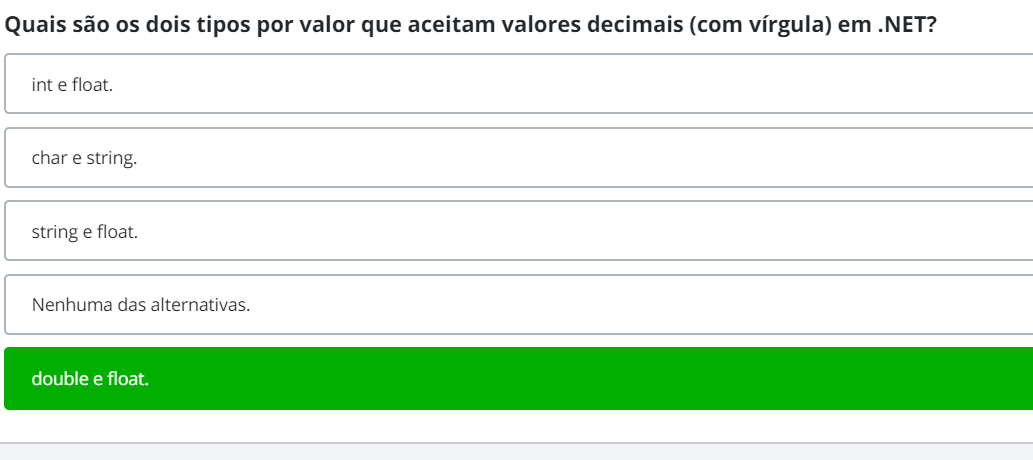 Quais são os dois tipos por valor que aceitam valores decimais (com vírgula) em .NET?
int e float.
char e string.
string e float.
Nenhuma das alternativas.
double e float.